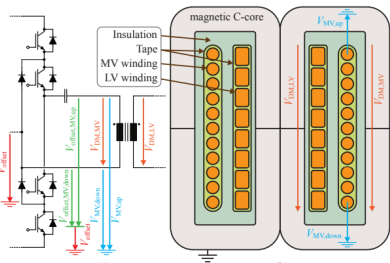 magnetic C-core
Insulation
Tape
MV winding
LV winding
V_MV,up
V_offset
V_offset,MV,up
V_DM,MV
V_DM,LV
V_DM,LV
V_DM,MV
V_offset,MV,down
V_MV,down
V_MV,up
V_offset
V_MV,down